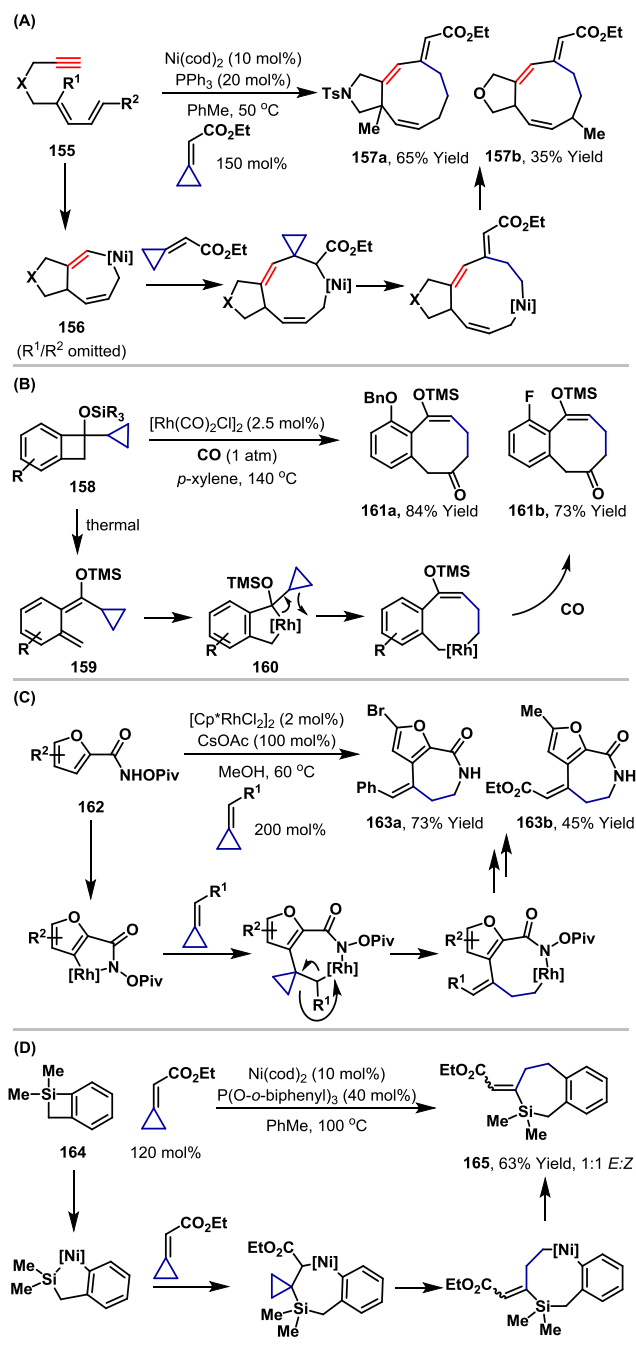 (A)
CO₂Et
CO₂Et
Ni(cod)₂ (10 mol%)
PPh₃ (20 mol%)
PhMe, 50 °C
X
R¹
R²
TsN
O
Me
Me
CO₂Et
150 mol%
155
157a, 65% Yield
157b, 35% Yield
CO₂Et
CO₂Et
CO₂Et
[Ni]
[Ni]
[Ni]
X
X
X
156
(R¹/R² omitted)
(B)
OSiR₃
R
158
[Rh(CO)₂Cl]₂ (2.5 mol%)
CO (1 atm)
p-xylene, 140 °C
BnO
OTMS
O
F
OTMS
O
161a, 84% Yield
161b, 73% Yield
thermal
OTMS
R
159
TMSO
[Rh]
R
160
OTMS
[Rh]
R
CO
(C)
R²
O
O
NHOPiv
162
[Cp*RhCl₂]₂ (2 mol%)
CsOAc (100 mol%)
MeOH, 60 °C
R¹
200 mol%
Br
O
O
NH
Ph
163a, 73% Yield
Me
O
O
NH
EtO₂C
163b, 45% Yield
R²
O
O
[Rh]
N
OPiv
R¹
R²
O
O
N
OPiv
[Rh]
R¹
R²
O
O
N
OPiv
[Rh]
R¹
(D)
Me
Me
Si
164
CO₂Et
120 mol%
Ni(cod)₂ (10 mol%)
P(O-o-biphenyl)₃ (40 mol%)
PhMe, 100 °C
EtO₂C
Si
Me
Me
165, 63% Yield, 1:1 E:Z
Me
Me
Si
[Ni]
CO₂Et
EtO₂C
[Ni]
Si
Me
Me
[Ni]
EtO₂C
Si
Me
Me